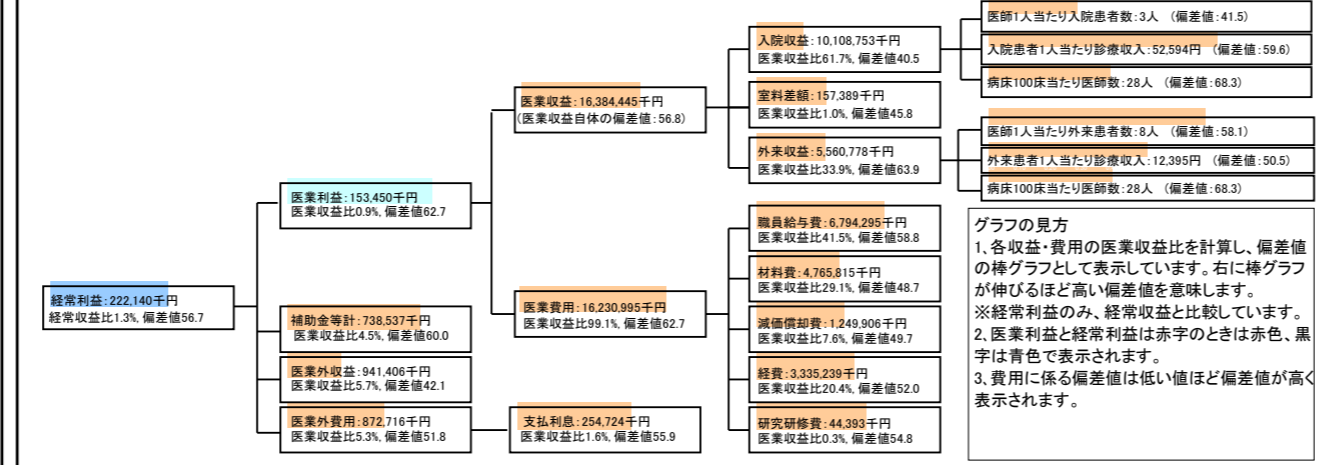 経常利益:222,140千円
経常収益比1.3%, 偏差値56.7
医業利益:153,450千円
医業収益比0.9%, 偏差値62.7
補助金等計:738,537千円
医業収益比4.5%, 偏差値60.0
医業外収益:941,406千円
医業収益比5.7%, 偏差値42.1
医業外費用:872,716千円
医業収益比5.3%, 偏差値51.8
医業収益:16,384,445千円
(医業収益自体の偏差値:56.8)
医業費用:16,230,995千円
医業収益比99.1%, 偏差値62.7
支払利息:254,724千円
医業収益比1.6%, 偏差値55.9
入院収益:10,108,753千円
医業収益比61.7%, 偏差値40.5
室料差額:157,389千円
医業収益比1.0%, 偏差値45.8
外来収益:5,560,778千円
医業収益比33.9%, 偏差値63.9
職員給与費:6,794,295千円
医業収益比41.5%, 偏差値58.8
材料費:4,765,815千円
医業収益比29.1%, 偏差値48.7
減価償却費:1,249,906千円
医業収益比7.6%, 偏差値49.7
経費:3,335,239千円
医業収益比20.4%, 偏差値52.0
研究研修費:44,393千円
医業収益比0.3%, 偏差値54.8
医師1人当たり入院患者数:3人 (偏差値:41.5)
入院患者1人当たり診療収入:52,594円 (偏差値:59.6)
病床100床当たり医師数:28人 (偏差値:68.3)
医師1人当たり外来患者数:8人 (偏差値:58.1)
外来患者1人当たり診療収入:12,395円 (偏差値:50.5)
病床100床当たり医師数:28人 (偏差値:68.3)
グラフの見方
1、各収益・費用の医業収益比を計算し、偏差値
の棒グラフとして表示しています。右に棒グラフ
が伸びるほど高い偏差値を意味します。
※経常利益のみ、経常収益と比較しています。
2、医業利益と経常利益は赤字のときは赤色、黒
字は青色で表示されます。
3、費用に係る偏差値は低い値ほど偏差値が高く
表示されます。